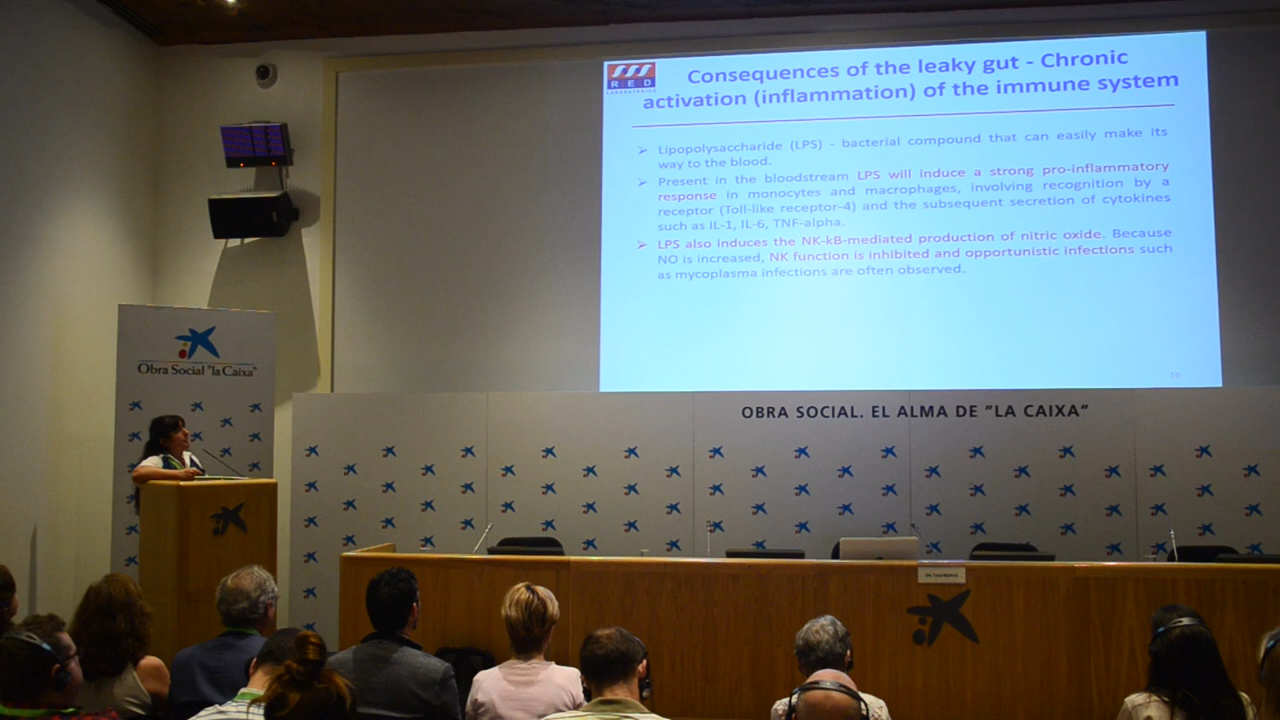 RED
LABORATORIES
Consequences of the leaky gut - Chronic
activation (inflammation) of the immune system
➢ Lipopolysaccharide (LPS) - bacterial compound that can easily make its
way to the blood.
➢ Present in the bloodstream LPS will induce a strong pro-inflammatory
response in monocytes and macrophages, involving recognition by a
receptor (Toll-like receptor-4) and the subsequent secretion of cytokines
such as IL-1, IL-6, TNF-alpha.
➢ LPS also induces the NK-kB-mediated production of nitric oxide. Because
NO is increased, NK function is inhibited and opportunistic infections such
as mycoplasma infections are often observed.
16
Obra Social "la Caixa"
OBRA SOCIAL. EL ALMA DE "LA CAIXA"